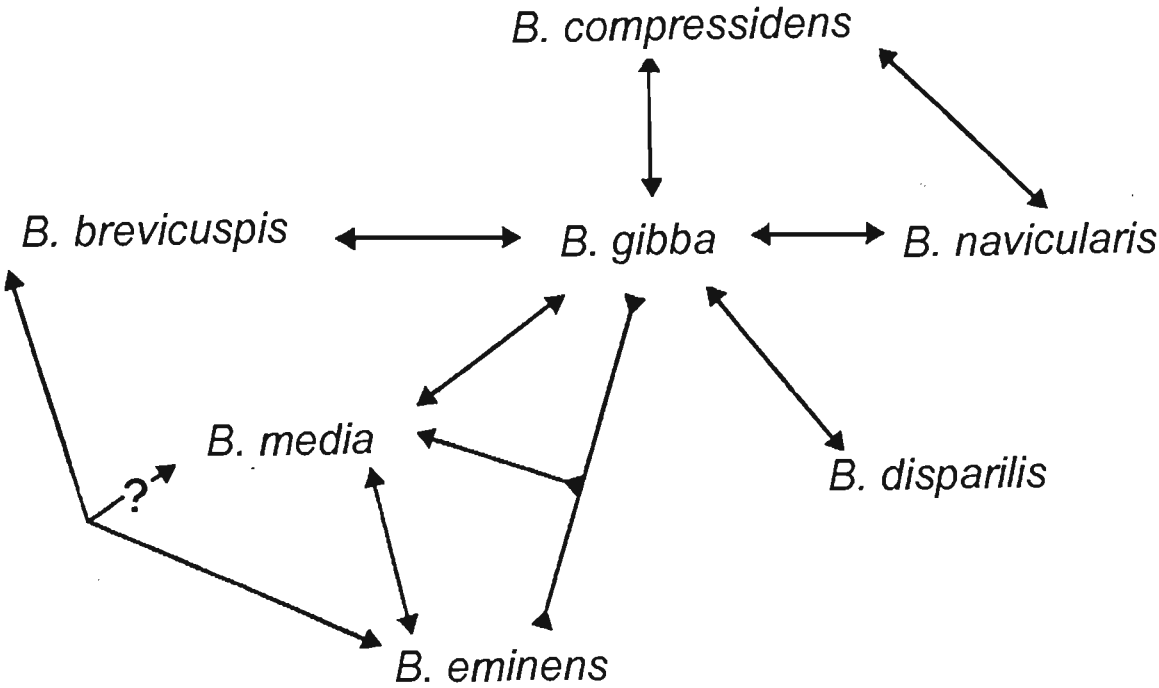 B. compressidens
B. brevicuspis
B. gibba
B. navicularis
B. media
B. disparilis
?
B. eminens